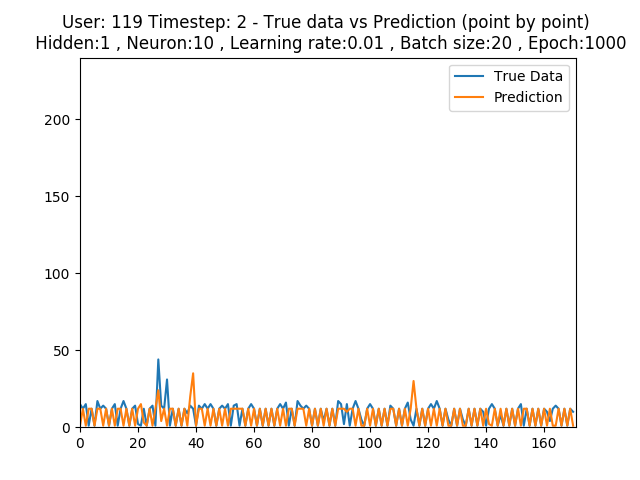 User: 119 Timestep: 2 - True data vs Prediction (point by point)
Hidden:1 , Neuron:10 , Learning rate:0.01 , Batch size:20 , Epoch:1000
True Data
Prediction
200
150
100
50
0
0 20 40 60 80 100 120 140 160